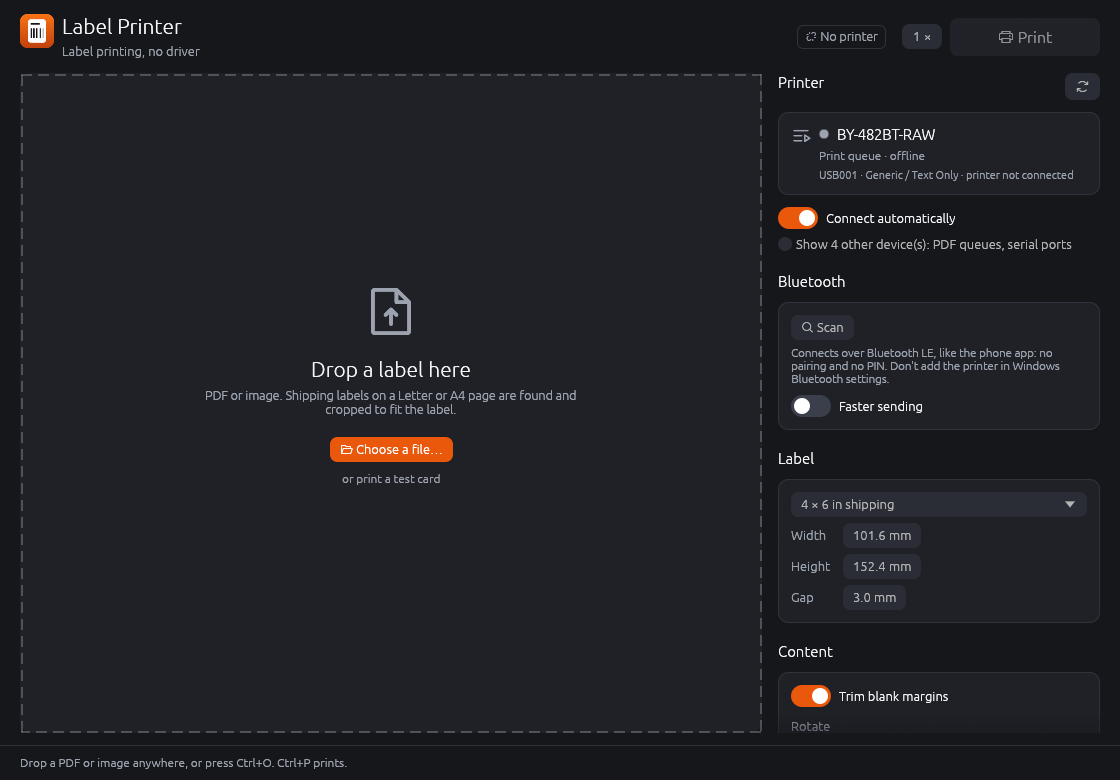 Label Printer
Label printing, no driver
No printer
1 ×
Print
Drop a label here
PDF or image. Shipping labels on a Letter or A4 page are found and
cropped to fit the label.
Choose a file…
or print a test card
Printer
BY-482BT-RAW
Print queue · offline
USB001 · Generic / Text Only · printer not connected
Connect automatically
Show 4 other device(s): PDF queues, serial ports
Bluetooth
Scan
Connects over Bluetooth LE, like the phone app: no
pairing and no PIN. Don't add the printer in Windows
Bluetooth settings.
Faster sending
Label
4 × 6 in shipping
Width 101.6 mm
Height 152.4 mm
Gap 3.0 mm
Content
Trim blank margins
Rotate
Drop a PDF or image anywhere, or press Ctrl+O. Ctrl+P prints.